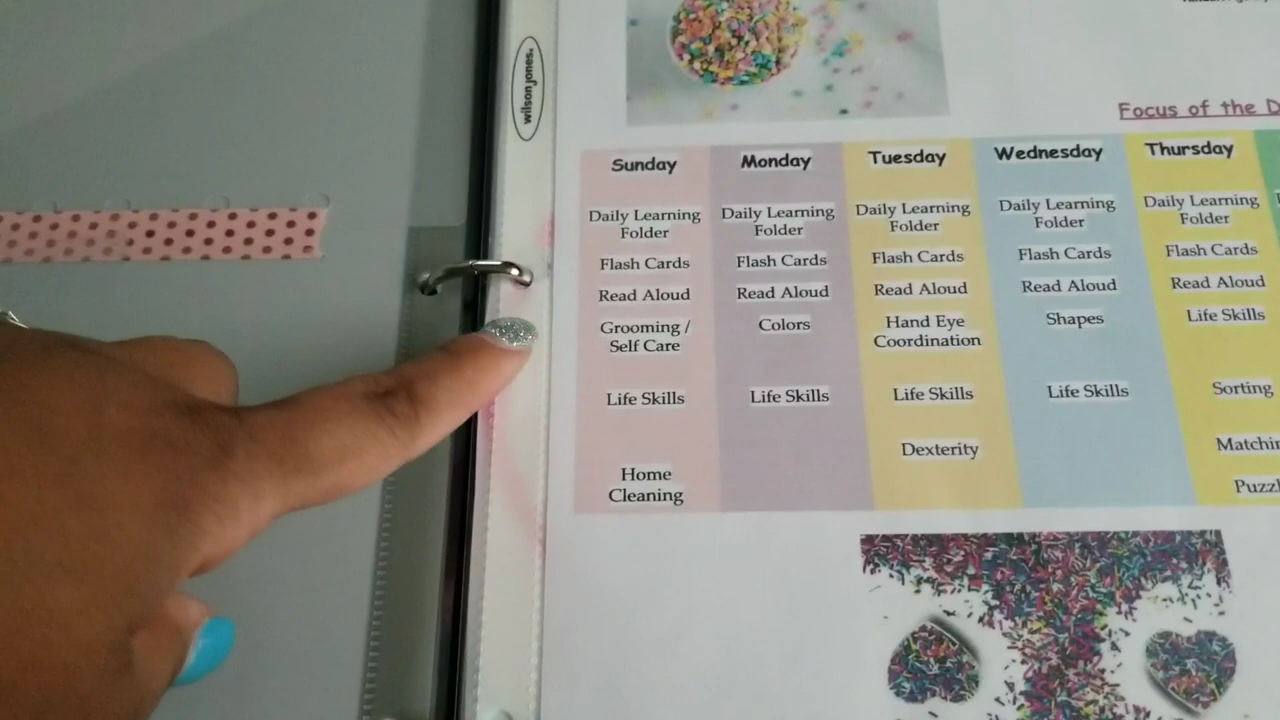 wilson jones.
Focus of the D
Sunday Monday Tuesday Wednesday Thursday
Daily Learning Daily Learning Daily Learning Daily Learning Daily Learning
Folder Folder Folder Folder Folder
Flash Cards Flash Cards Flash Cards Flash Cards Flash Cards
Read Aloud Read Aloud Read Aloud Read Aloud Read Aloud
Grooming / Colors Hand Eye Shapes Life Skills
Self Care Coordination
Life Skills Life Skills Life Skills Life Skills Sorting
Dexterity Matchin
Home Puzzl
Cleaning